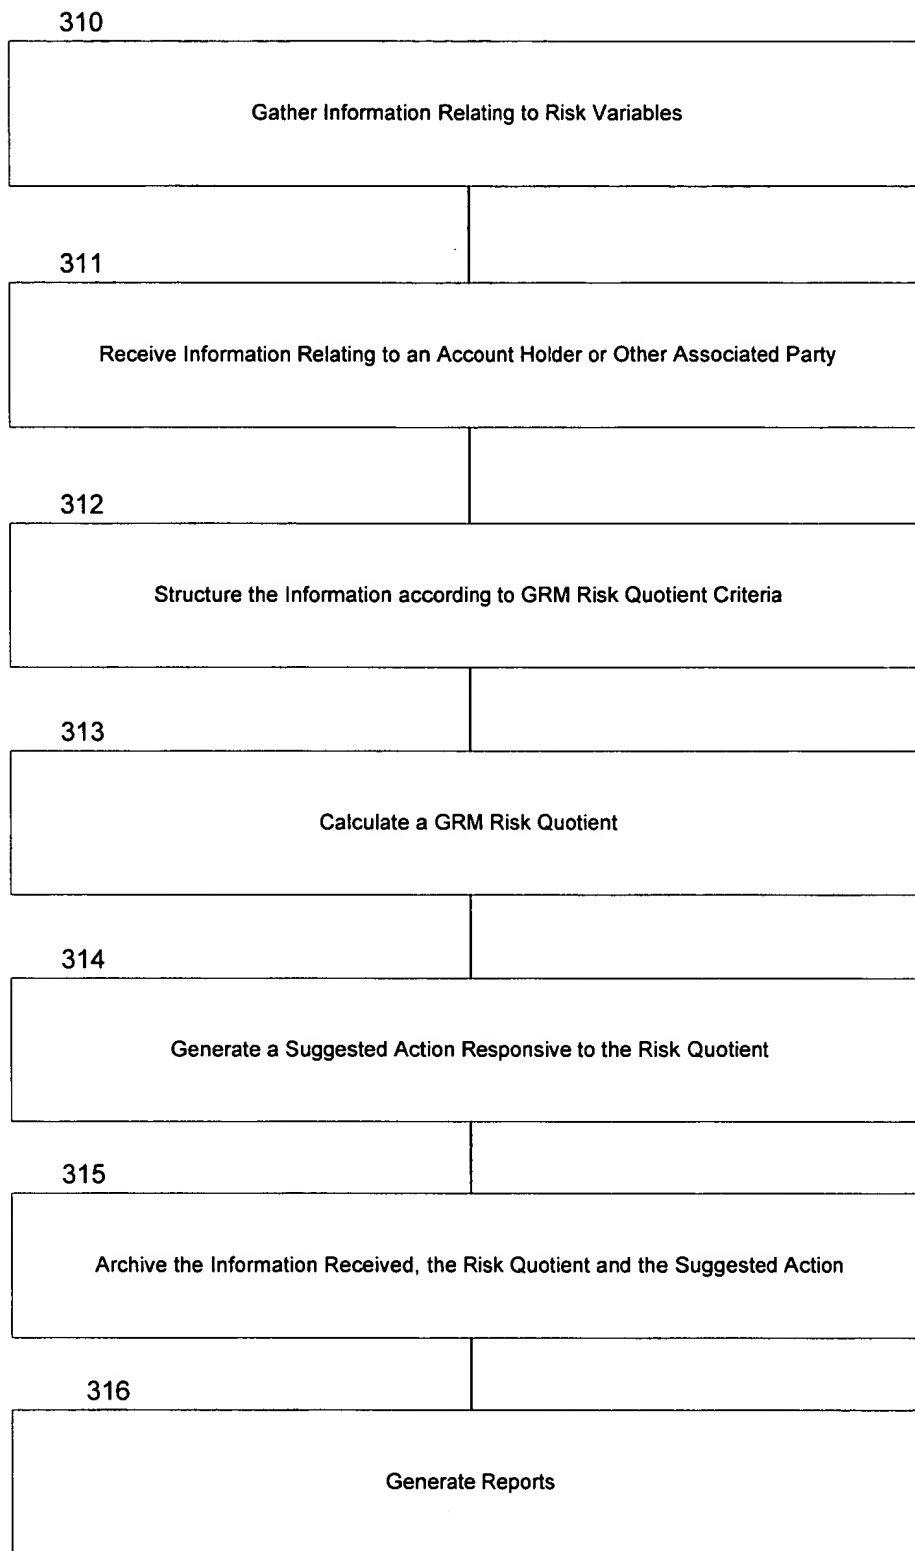 310
Gather Information Relating to Risk Variables
311
Receive Information Relating to an Account Holder or Other Associated Party
312
Structure the Information according to GRM Risk Quotient Criteria
313
Calculate a GRM Risk Quotient
314
Generate a Suggested Action Responsive to the Risk Quotient
315
Archive the Information Received, the Risk Quotient and the Suggested Action
316
Generate Reports